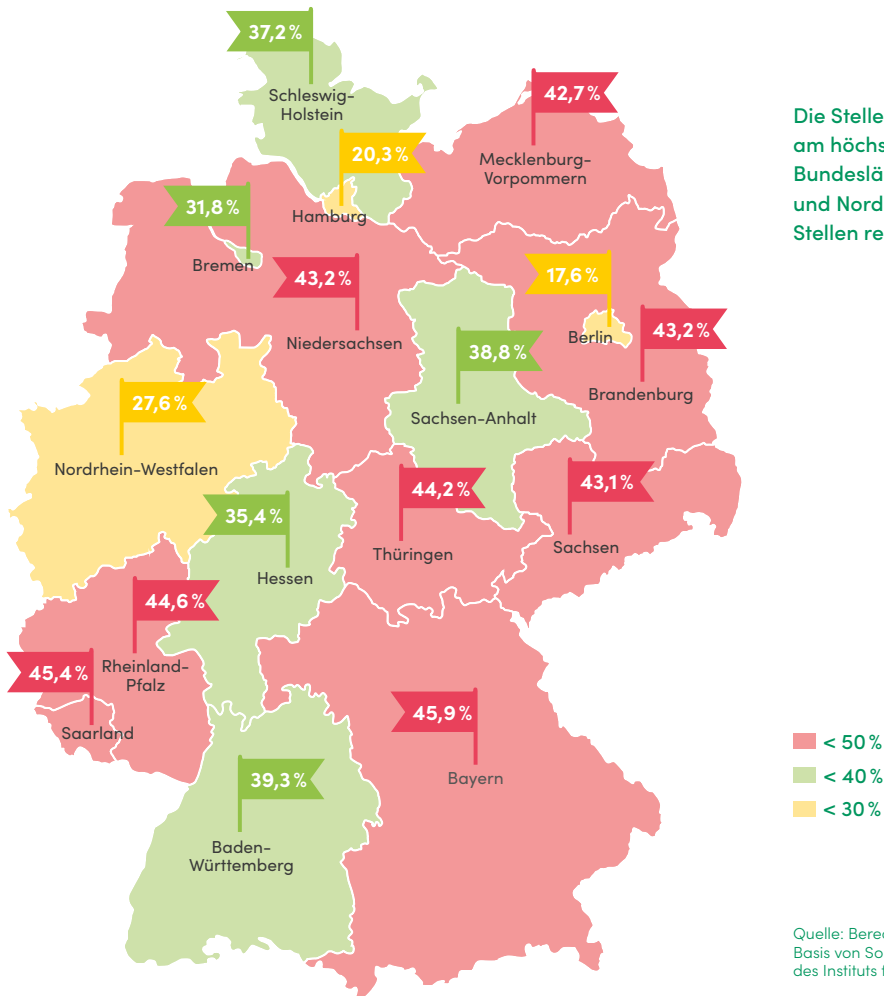 37,2 %
Schleswig-
Holstein
42,7 %
Mecklenburg-
Vorpommern
20,3 %
Hamburg
31,8 %
Bremen
43,2 %
Niedersachsen
17,6 %
Berlin
43,2 %
Brandenburg
38,8 %
Sachsen-Anhalt
27,6 %
Nordrhein-Westfalen
44,2 %
Thüringen
43,1 %
Sachsen
35,4 %
Hessen
44,6 %
Rheinland-
Pfalz
45,4 %
Saarland
45,9 %
Bayern
39,3 %
Baden-
Württemberg
Die Stelle
am höchs
Bundeslä
und Nord
Stellen re
< 50 %
< 40 %
< 30 %
Quelle: Bere
Basis von So
des Instituts